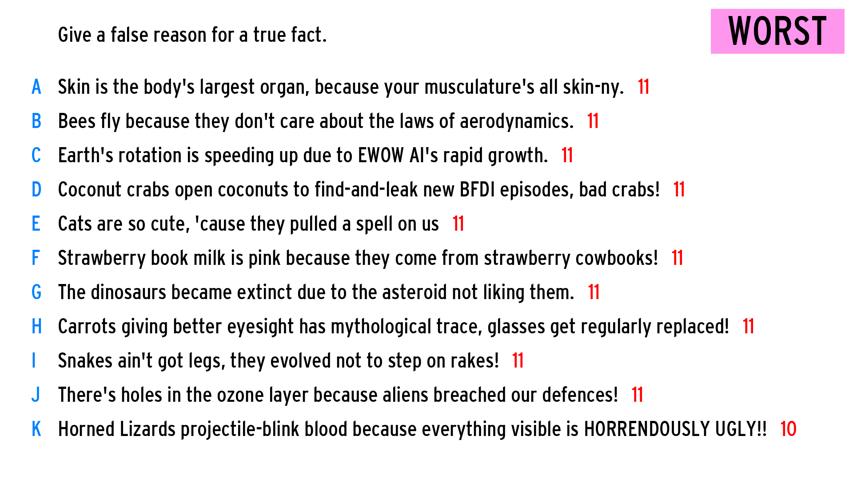 Give a false reason for a true fact.
WORST
A Skin is the body's largest organ, because your musculature's all skin-ny. 11
B Bees fly because they don't care about the laws of aerodynamics. 11
C Earth's rotation is speeding up due to EWOW AI's rapid growth. 11
D Coconut crabs open coconuts to find-and-leak new BFDI episodes, bad crabs! 11
E Cats are so cute, 'cause they pulled a spell on us 11
F Strawberry book milk is pink because they come from strawberry cowbooks! 11
G The dinosaurs became extinct due to the asteroid not liking them. 11
H Carrots giving better eyesight has mythological trace, glasses get regularly replaced! 11
I Snakes ain't got legs, they evolved not to step on rakes! 11
J There's holes in the ozone layer because aliens breached our defences! 11
K Horned Lizards projectile-blink blood because everything visible is HORRENDOUSLY UGLY!! 10